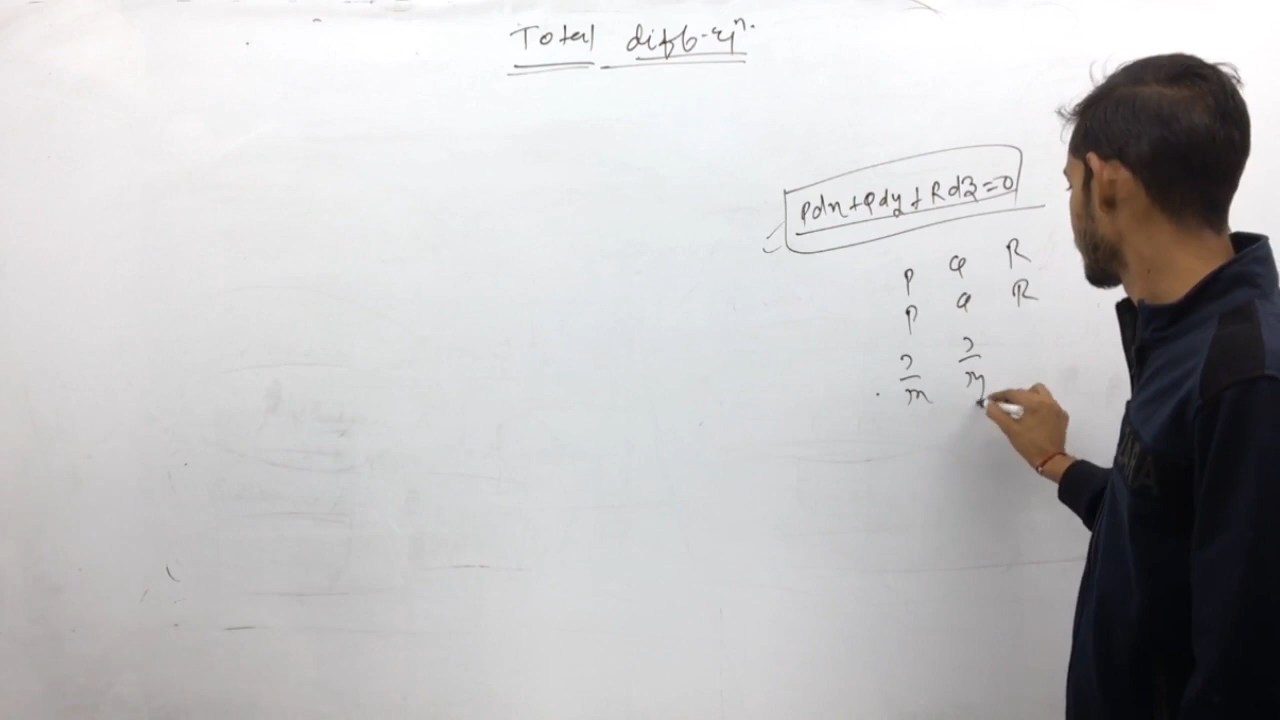 Total diff-eqn.
Pdx+Qdy+Rdz=0
P Q R
P Q R
∂/∂x ∂/∂y